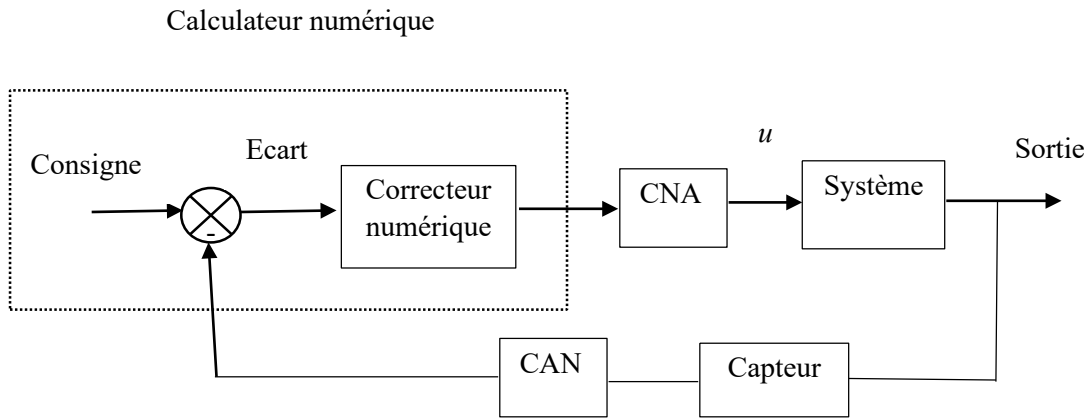 Calculateur numérique
Consigne
Ecart
Correcteur
numérique
CNA
u
Système
Sortie
-
CAN
Capteur